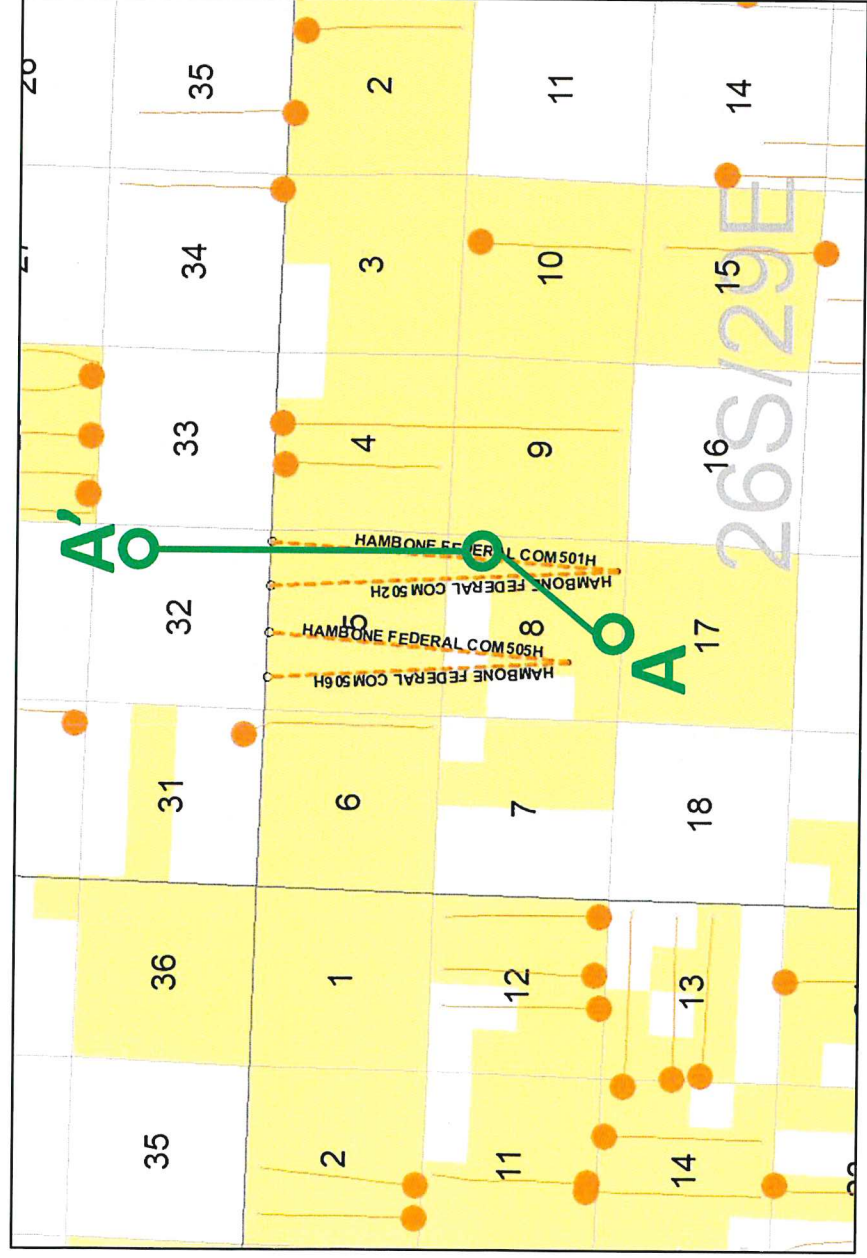 A'
35 36 31 32 33 34 35
2 1 6 5 4 3 2
HAMBONE FEDERAL COM 506H
HAMBONE FEDERAL COM 505H
HAMBONE FEDERAL COM 502H
HAMBONE FEDERAL COM 501H
11 12 7 8 9 10 11
A
14 13 18 17 16 15 14
26S/29E